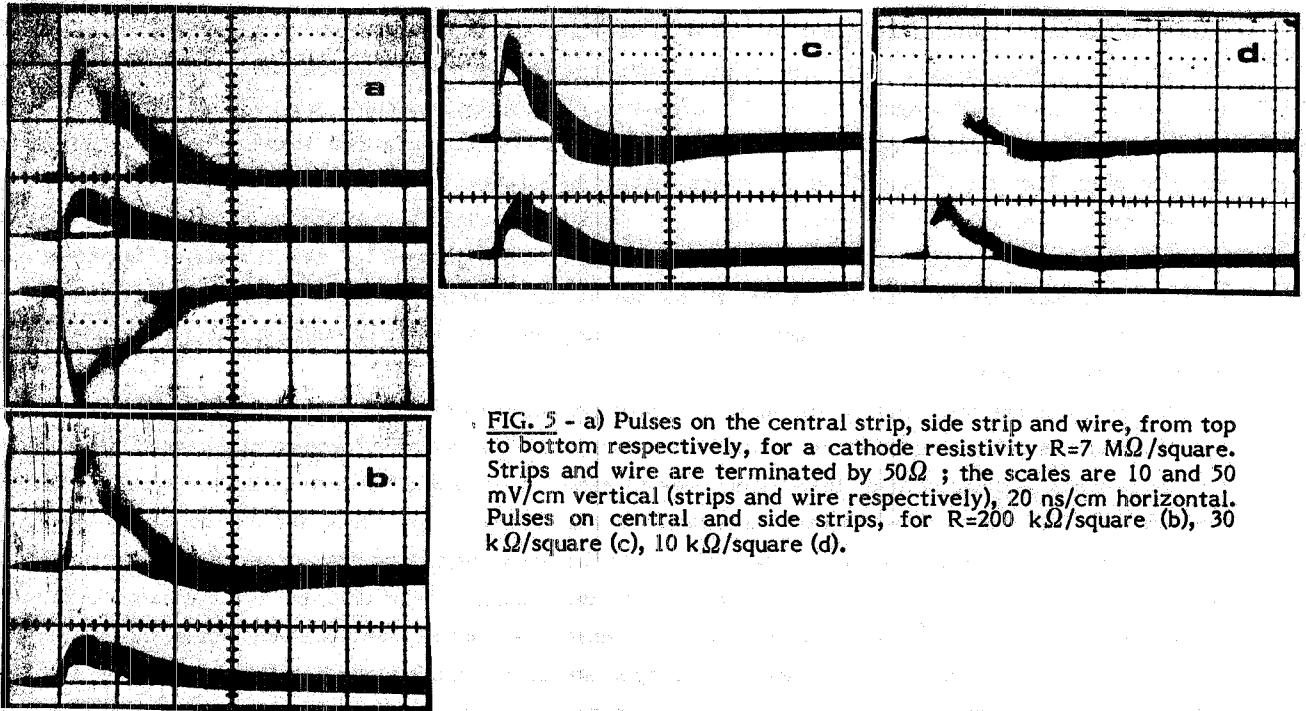 a
c
d
b
FIG. 5 - a) Pulses on the central strip, side strip and wire, from top
to bottom respectively, for a cathode resistivity R=7 MΩ/square.
Strips and wire are terminated by 50Ω ; the scales are 10 and 50
mV/cm vertical (strips and wire respectively), 20 ns/cm horizontal.
Pulses on central and side strips, for R=200 kΩ/square (b), 30
kΩ/square (c), 10 kΩ/square (d).